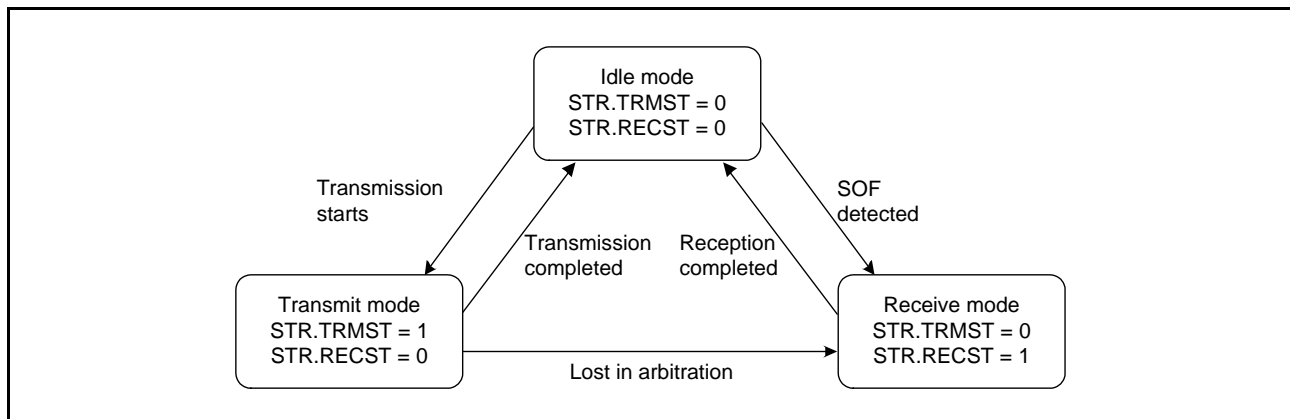 Idle mode
STR.TRMST = 0
STR.RECST = 0
Transmission
starts
SOF
detected
Transmission
completed
Reception
completed
Transmit mode
STR.TRMST = 1
STR.RECST = 0
Receive mode
STR.TRMST = 0
STR.RECST = 1
Lost in arbitration